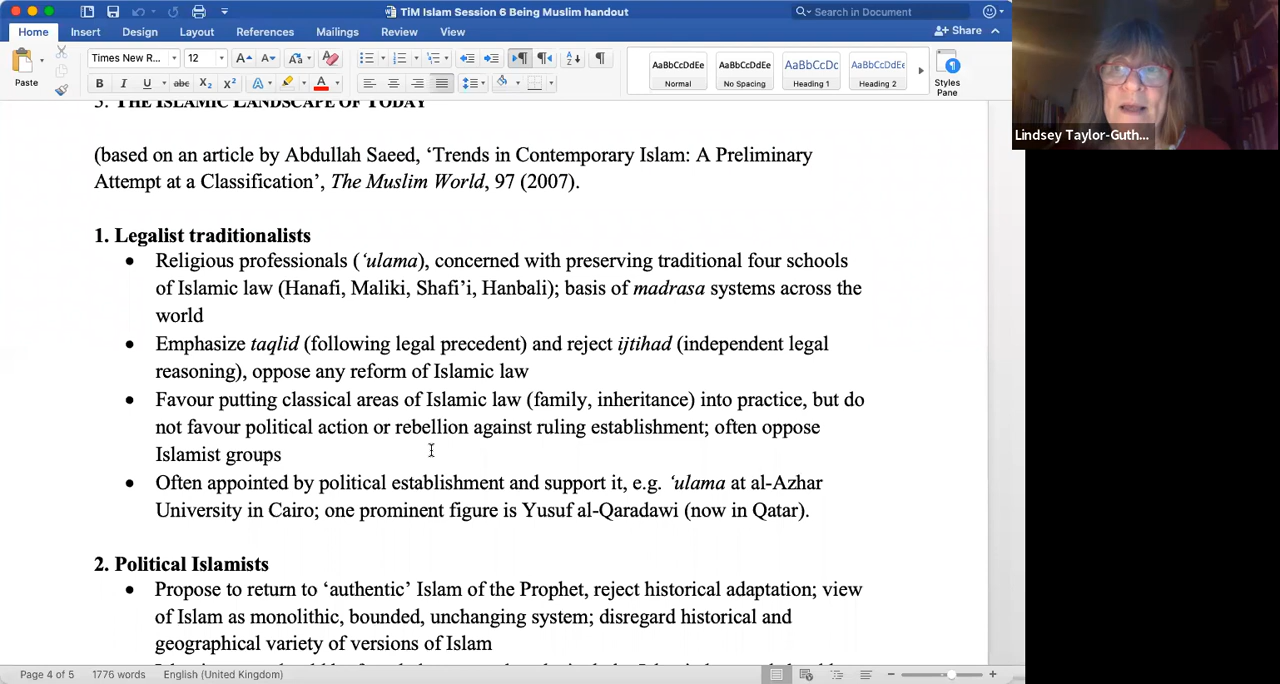 TiM Islam Session 6 Being Muslim handout
Search in Document
Home Insert Design Layout References Mailings Review View
Share
Times New R... 12
Paste
AaBbCcDdEe AaBbCcDdEe AaBbCcDc AaBbCcDdEe
Normal No Spacing Heading 1 Heading 2
Styles
Pane
Lindsey Taylor-Guth...
3. THE ISLAMIC LANDSCAPE OF TODAY
(based on an article by Abdullah Saeed, ‘Trends in Contemporary Islam: A Preliminary
Attempt at a Classification’, The Muslim World, 97 (2007).
1. Legalist traditionalists
• Religious professionals (‘ulama), concerned with preserving traditional four schools
of Islamic law (Hanafi, Maliki, Shafi’i, Hanbali); basis of madrasa systems across the
world
• Emphasize taqlid (following legal precedent) and reject ijtihad (independent legal
reasoning), oppose any reform of Islamic law
• Favour putting classical areas of Islamic law (family, inheritance) into practice, but do
not favour political action or rebellion against ruling establishment; often oppose
Islamist groups
• Often appointed by political establishment and support it, e.g. ‘ulama at al-Azhar
University in Cairo; one prominent figure is Yusuf al-Qaradawi (now in Qatar).
2. Political Islamists
• Propose to return to ‘authentic’ Islam of the Prophet, reject historical adaptation; view
of Islam as monolithic, bounded, unchanging system; disregard historical and
geographical variety of versions of Islam
Page 4 of 5 1776 words English (United Kingdom)